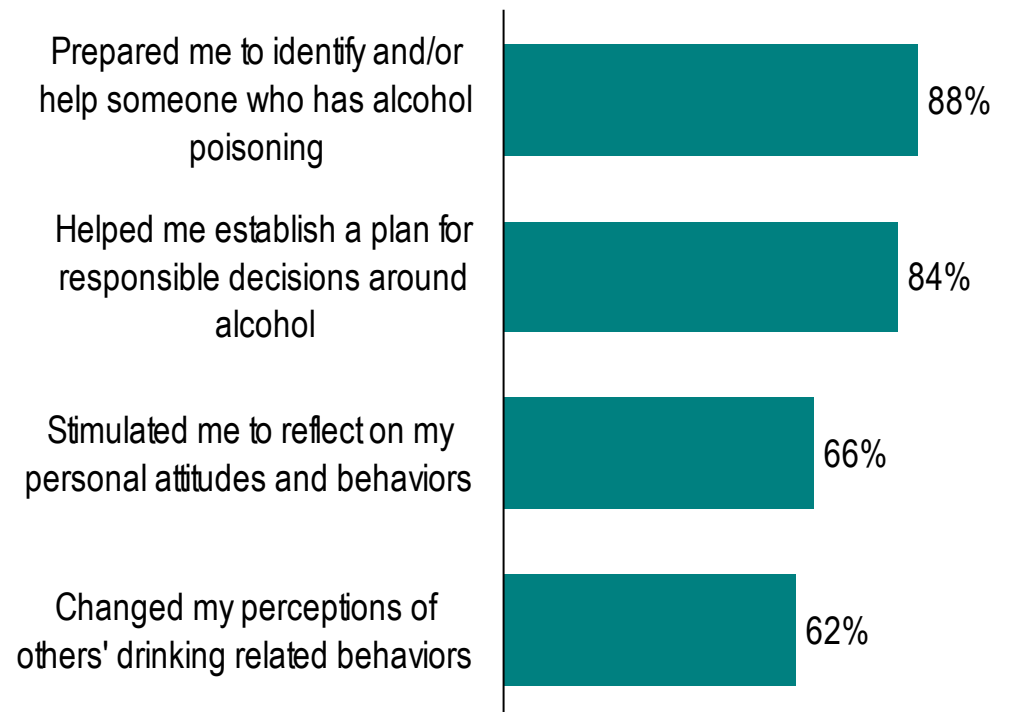 Prepared me to identify and/or
help someone who has alcohol
poisoning
88%
Helped me establish a plan for
responsible decisions around
alcohol
84%
Stimulated me to reflect on my
personal attitudes and behaviors
66%
Changed my perceptions of
others' drinking related behaviors
62%